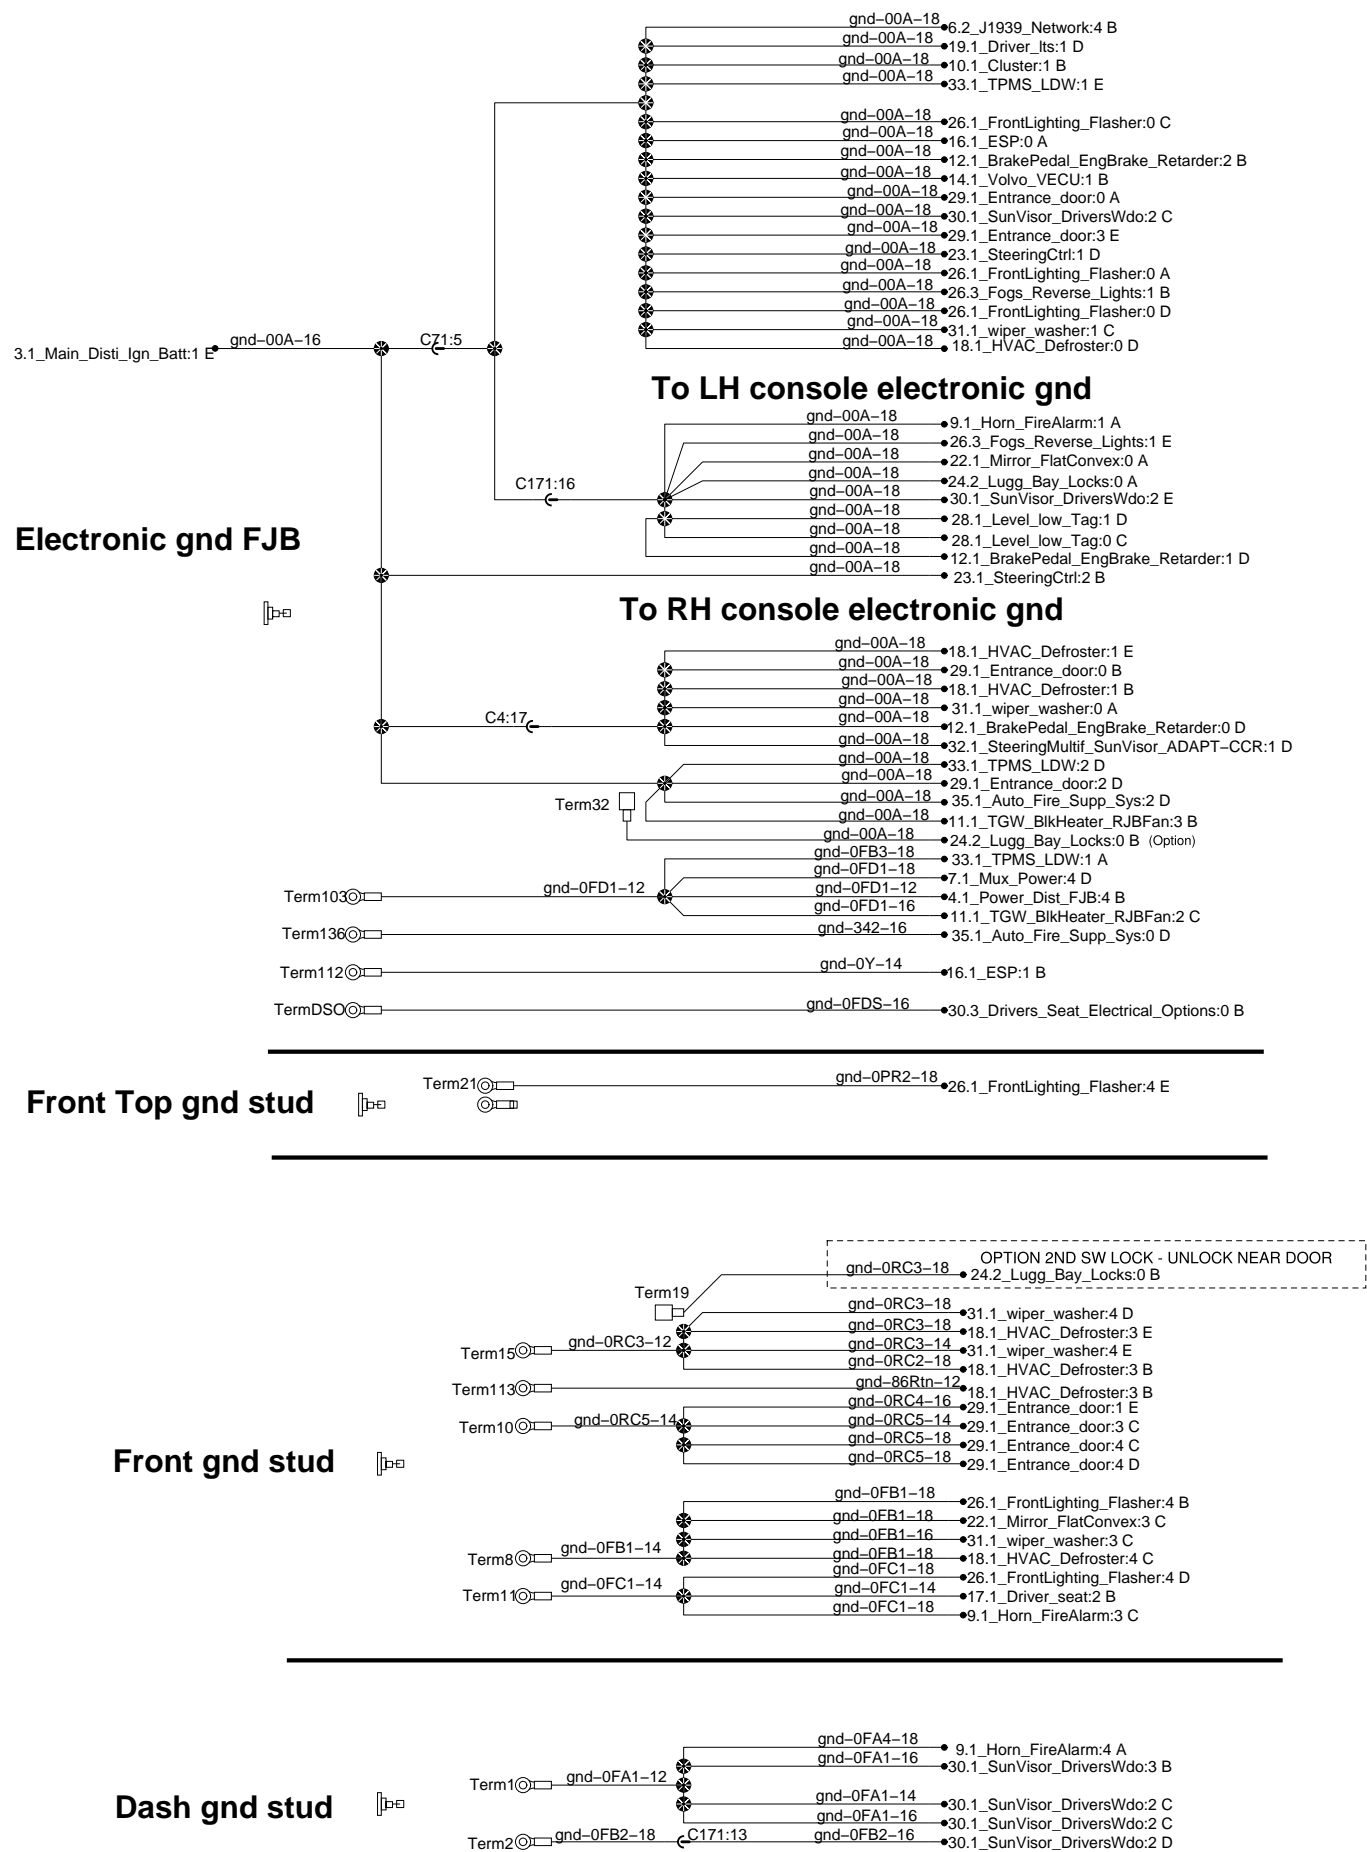 gnd–00A–18 6.2_J1939_Network:4 B
gnd–00A–18 19.1_Driver_lts:1 D
gnd–00A–18 10.1_Cluster:1 B
gnd–00A–18 33.1_TPMS_LDW:1 E
gnd–00A–18 26.1_FrontLighting_Flasher:0 C
gnd–00A–18 16.1_ESP:0 A
gnd–00A–18 12.1_BrakePedal_EngBrake_Retarder:2 B
gnd–00A–18 14.1_Volvo_VECU:1 B
gnd–00A–18 29.1_Entrance_door:0 A
gnd–00A–18 30.1_SunVisor_DriversWdo:2 C
gnd–00A–18 29.1_Entrance_door:3 E
gnd–00A–18 23.1_SteeringCtrl:1 D
gnd–00A–18 26.1_FrontLighting_Flasher:0 A
gnd–00A–18 26.3_Fogs_Reverse_Lights:1 B
gnd–00A–18 26.1_FrontLighting_Flasher:0 D
gnd–00A–18 31.1_wiper_washer:1 C
3.1_Main_Disti_Ign_Batt:1 E gnd–00A–16 C71:5 gnd–00A–18 18.1_HVAC_Defroster:0 D
To LH console electronic gnd
gnd–00A–18 9.1_Horn_FireAlarm:1 A
gnd–00A–18 26.3_Fogs_Reverse_Lights:1 E
gnd–00A–18 22.1_Mirror_FlatConvex:0 A
gnd–00A–18 24.2_Lugg_Bay_Locks:0 A
C171:16 gnd–00A–18 30.1_SunVisor_DriversWdo:2 E
gnd–00A–18 28.1_Level_low_Tag:1 D
gnd–00A–18 28.1_Level_low_Tag:0 C
Electronic gnd FJB
gnd–00A–18 12.1_BrakePedal_EngBrake_Retarder:1 D
gnd–00A–18 23.1_SteeringCtrl:2 B
To RH console electronic gnd
gnd–00A–18 18.1_HVAC_Defroster:1 E
gnd–00A–18 29.1_Entrance_door:0 B
gnd–00A–18 18.1_HVAC_Defroster:1 B
gnd–00A–18 31.1_wiper_washer:0 A
C4:17 gnd–00A–18 12.1_BrakePedal_EngBrake_Retarder:0 D
gnd–00A–18 32.1_SteeringMultif_SunVisor_ADAPT–CCR:1 D
gnd–00A–18 33.1_TPMS_LDW:2 D
gnd–00A–18 29.1_Entrance_door:2 D
Term32 gnd–00A–18 35.1_Auto_Fire_Supp_Sys:2 D
gnd–00A–18 11.1_TGW_BlkHeater_RJBFan:3 B
gnd–00A–18 24.2_Lugg_Bay_Locks:0 B (Option)
gnd–0FB3–18 33.1_TPMS_LDW:1 A
gnd–0FD1–18 7.1_Mux_Power:4 D
Term103 gnd–0FD1–12 gnd–0FD1–12 4.1_Power_Dist_FJB:4 B
gnd–0FD1–16 11.1_TGW_BlkHeater_RJBFan:2 C
Term136 gnd–342–16 35.1_Auto_Fire_Supp_Sys:0 D
Term112 gnd–0Y–14 16.1_ESP:1 B
TermDSO gnd–0FDS–16 30.3_Drivers_Seat_Electrical_Options:0 B
Term21 gnd–0PR2–18 26.1_FrontLighting_Flasher:4 E
Front Top gnd stud
OPTION 2ND SW LOCK - UNLOCK NEAR DOOR
gnd–0RC3–18 24.2_Lugg_Bay_Locks:0 B
Term19
gnd–0RC3–18 31.1_wiper_washer:4 D
gnd–0RC3–18 18.1_HVAC_Defroster:3 E
Term15 gnd–0RC3–12 gnd–0RC3–14 31.1_wiper_washer:4 E
gnd–0RC2–18 18.1_HVAC_Defroster:3 B
Term113 gnd–86Rtn–12 18.1_HVAC_Defroster:3 B
gnd–0RC4–16 29.1_Entrance_door:1 E
Term10 gnd–0RC5–14 gnd–0RC5–14 29.1_Entrance_door:3 C
gnd–0RC5–18 29.1_Entrance_door:4 C
Front gnd stud
gnd–0RC5–18 29.1_Entrance_door:4 D
gnd–0FB1–18 26.1_FrontLighting_Flasher:4 B
gnd–0FB1–18 22.1_Mirror_FlatConvex:3 C
gnd–0FB1–16 31.1_wiper_washer:3 C
Term8 gnd–0FB1–14 gnd–0FB1–18 18.1_HVAC_Defroster:4 C
gnd–0FC1–18 26.1_FrontLighting_Flasher:4 D
Term11 gnd–0FC1–14 gnd–0FC1–14 17.1_Driver_seat:2 B
gnd–0FC1–18 9.1_Horn_FireAlarm:3 C
gnd–0FA4–18 9.1_Horn_FireAlarm:4 A
gnd–0FA1–16 30.1_SunVisor_DriversWdo:3 B
Term1 gnd–0FA1–12
Dash gnd stud
gnd–0FA1–14 30.1_SunVisor_DriversWdo:2 C
gnd–0FA1–16 30.1_SunVisor_DriversWdo:2 C
Term2 gnd–0FB2–18 C171:13 gnd–0FB2–16 30.1_SunVisor_DriversWdo:2 D